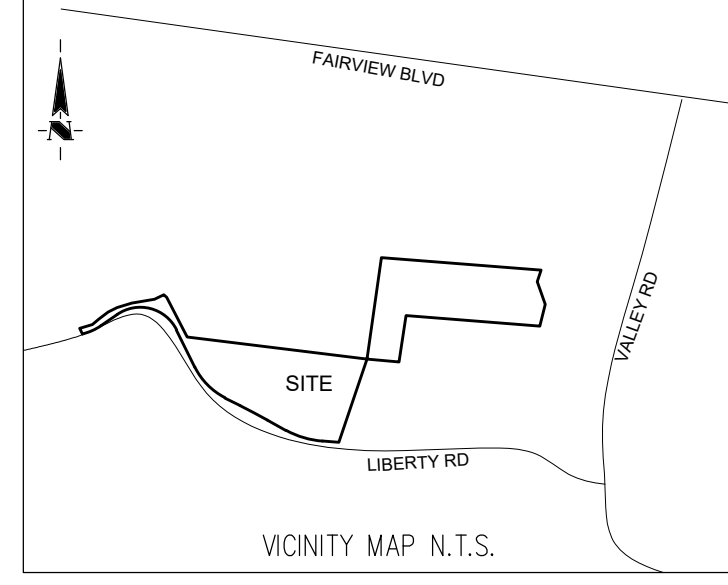 FAIRVIEW BLVD
N
VALLEY RD
SITE
LIBERTY RD
VICINITY MAP N.T.S.